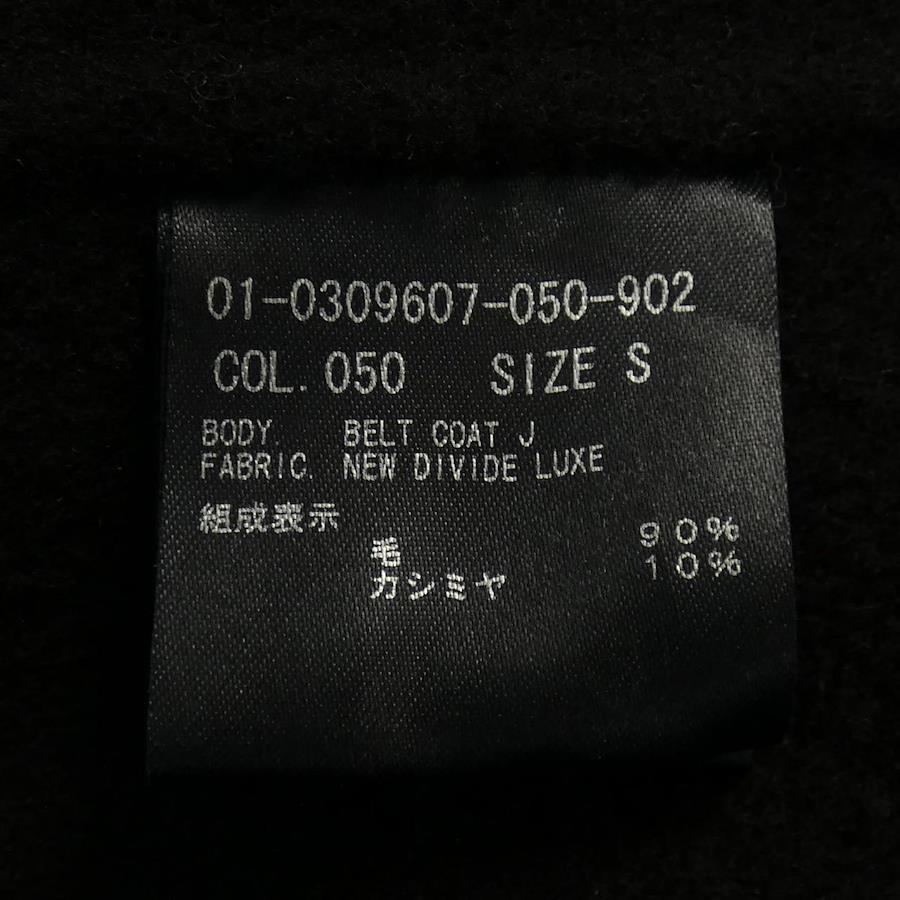 01-0309607-050-902
COL. 050 SIZE S
BODY. BELT COAT J
FABRIC. NEW DIVIDE LUXE
組成表示
毛 90%
カシミヤ 10%